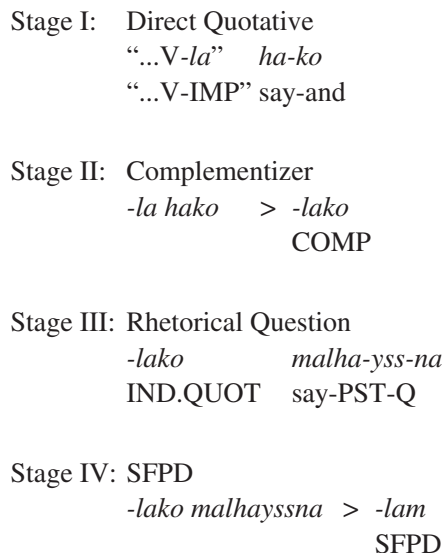 Stage I: Direct Quotative
“...V-la” ha-ko
“...V-IMP” say-and
Stage II: Complementizer
-la hako > -lako
COMP
Stage III: Rhetorical Question
-lako malha-yss-na
IND.QUOT say-PST-Q
Stage IV: SFPD
-lako malhayssna > -lam
SFPD